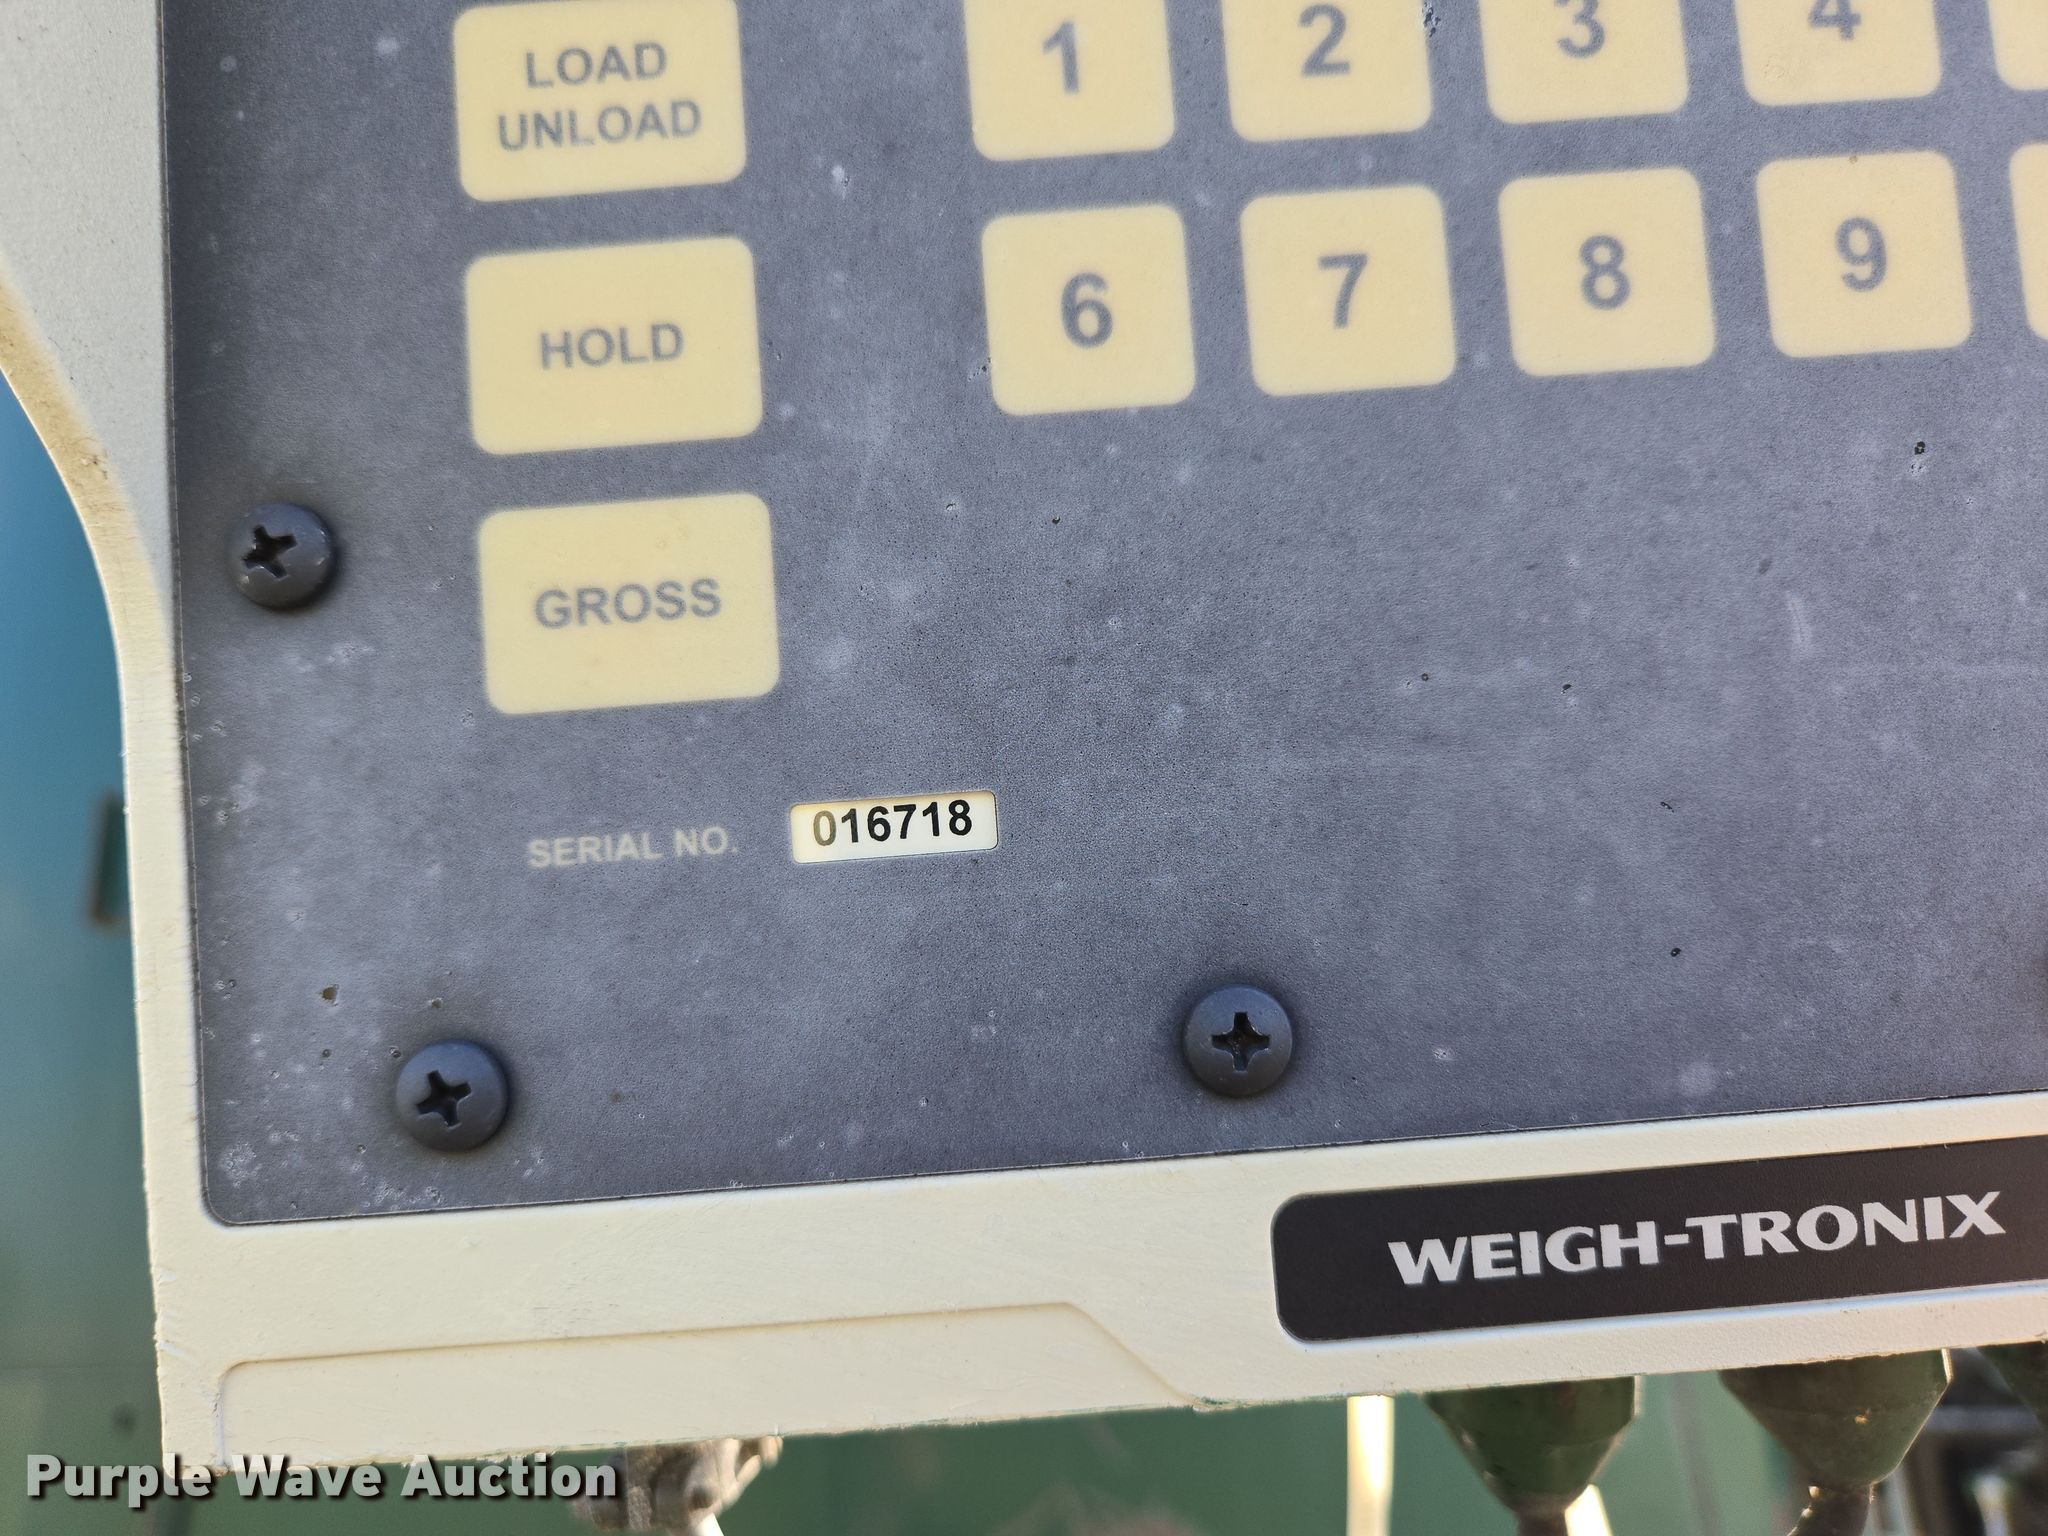 LOAD
UNLOAD
1 2 3 4
HOLD
6 7 8 9
GROSS
SERIAL NO. 016718
WEIGH-TRONIX
Purple Wave Auction